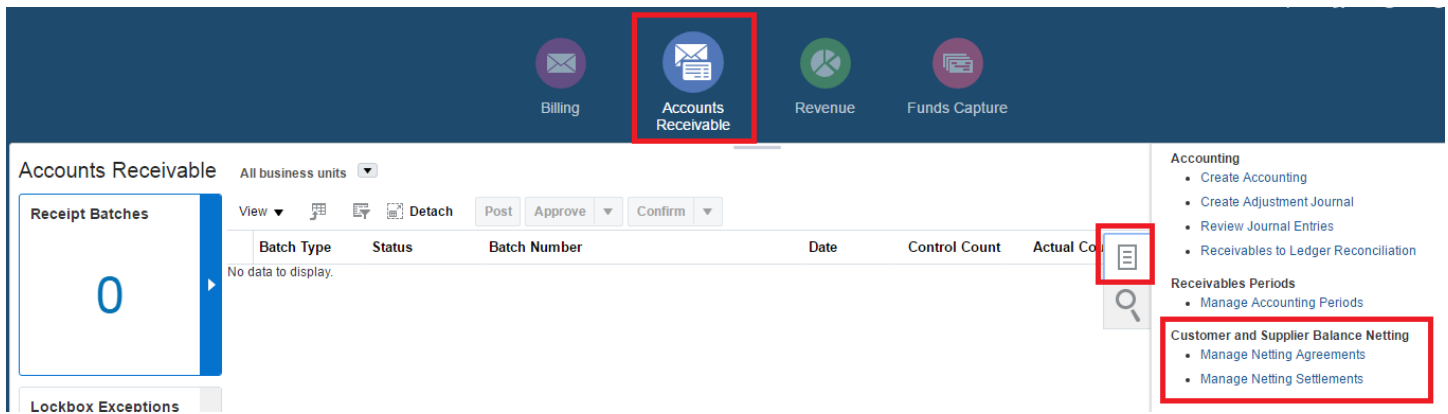 Billing
Accounts
Receivable
Revenue
Funds Capture
Accounts Receivable
All business units
Receipt Batches
0
Lockbox Exceptions
View
Detach
Post
Approve
Confirm
Batch Type Status Batch Number Date Control Count Actual Cou
No data to display.
Accounting
Create Accounting
Create Adjustment Journal
Review Journal Entries
Receivables to Ledger Reconciliation
Receivables Periods
Manage Accounting Periods
Customer and Supplier Balance Netting
Manage Netting Agreements
Manage Netting Settlements